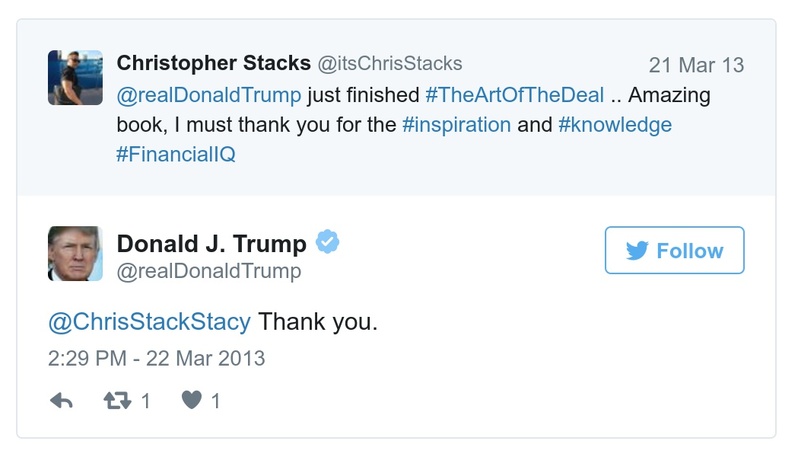 Christopher Stacks @itsChrisStacks 21 Mar 13
@realDonaldTrump just finished #TheArtOfTheDeal .. Amazing
book, I must thank you for the #inspiration and #knowledge
#FinancialIQ
Donald J. Trump
@realDonaldTrump
Follow
@ChrisStackStacy Thank you.
2:29 PM - 22 Mar 2013
1 1